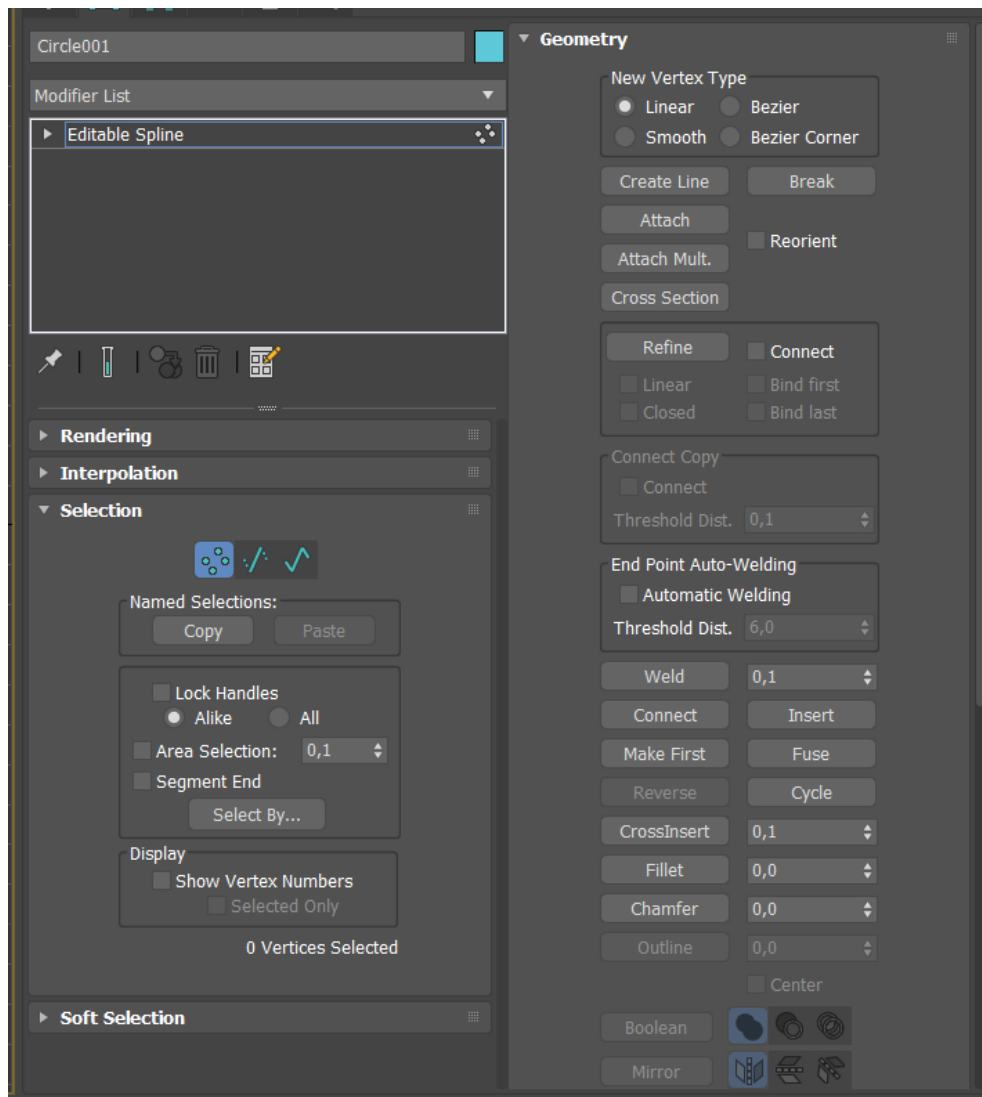 Circle001
Modifier List
Editable Spline
Rendering
Interpolation
Selection
Named Selections:
Copy Paste
Lock Handles
Alike All
Area Selection: 0,1
Segment End
Select By...
Display
Show Vertex Numbers
Selected Only
0 Vertices Selected
Soft Selection
Geometry
New Vertex Type
Linear Bezier
Smooth Bezier Corner
Create Line Break
Attach
Reorient
Attach Mult.
Cross Section
Refine Connect
Linear Bind first
Closed Bind last
Connect Copy
Connect
Threshold Dist. 0,1
End Point Auto-Welding
Automatic Welding
Threshold Dist. 6,0
Weld 0,1
Connect Insert
Make First Fuse
Reverse Cycle
CrossInsert 0,1
Fillet 0,0
Chamfer 0,0
Outline 0,0
Center
Boolean
Mirror